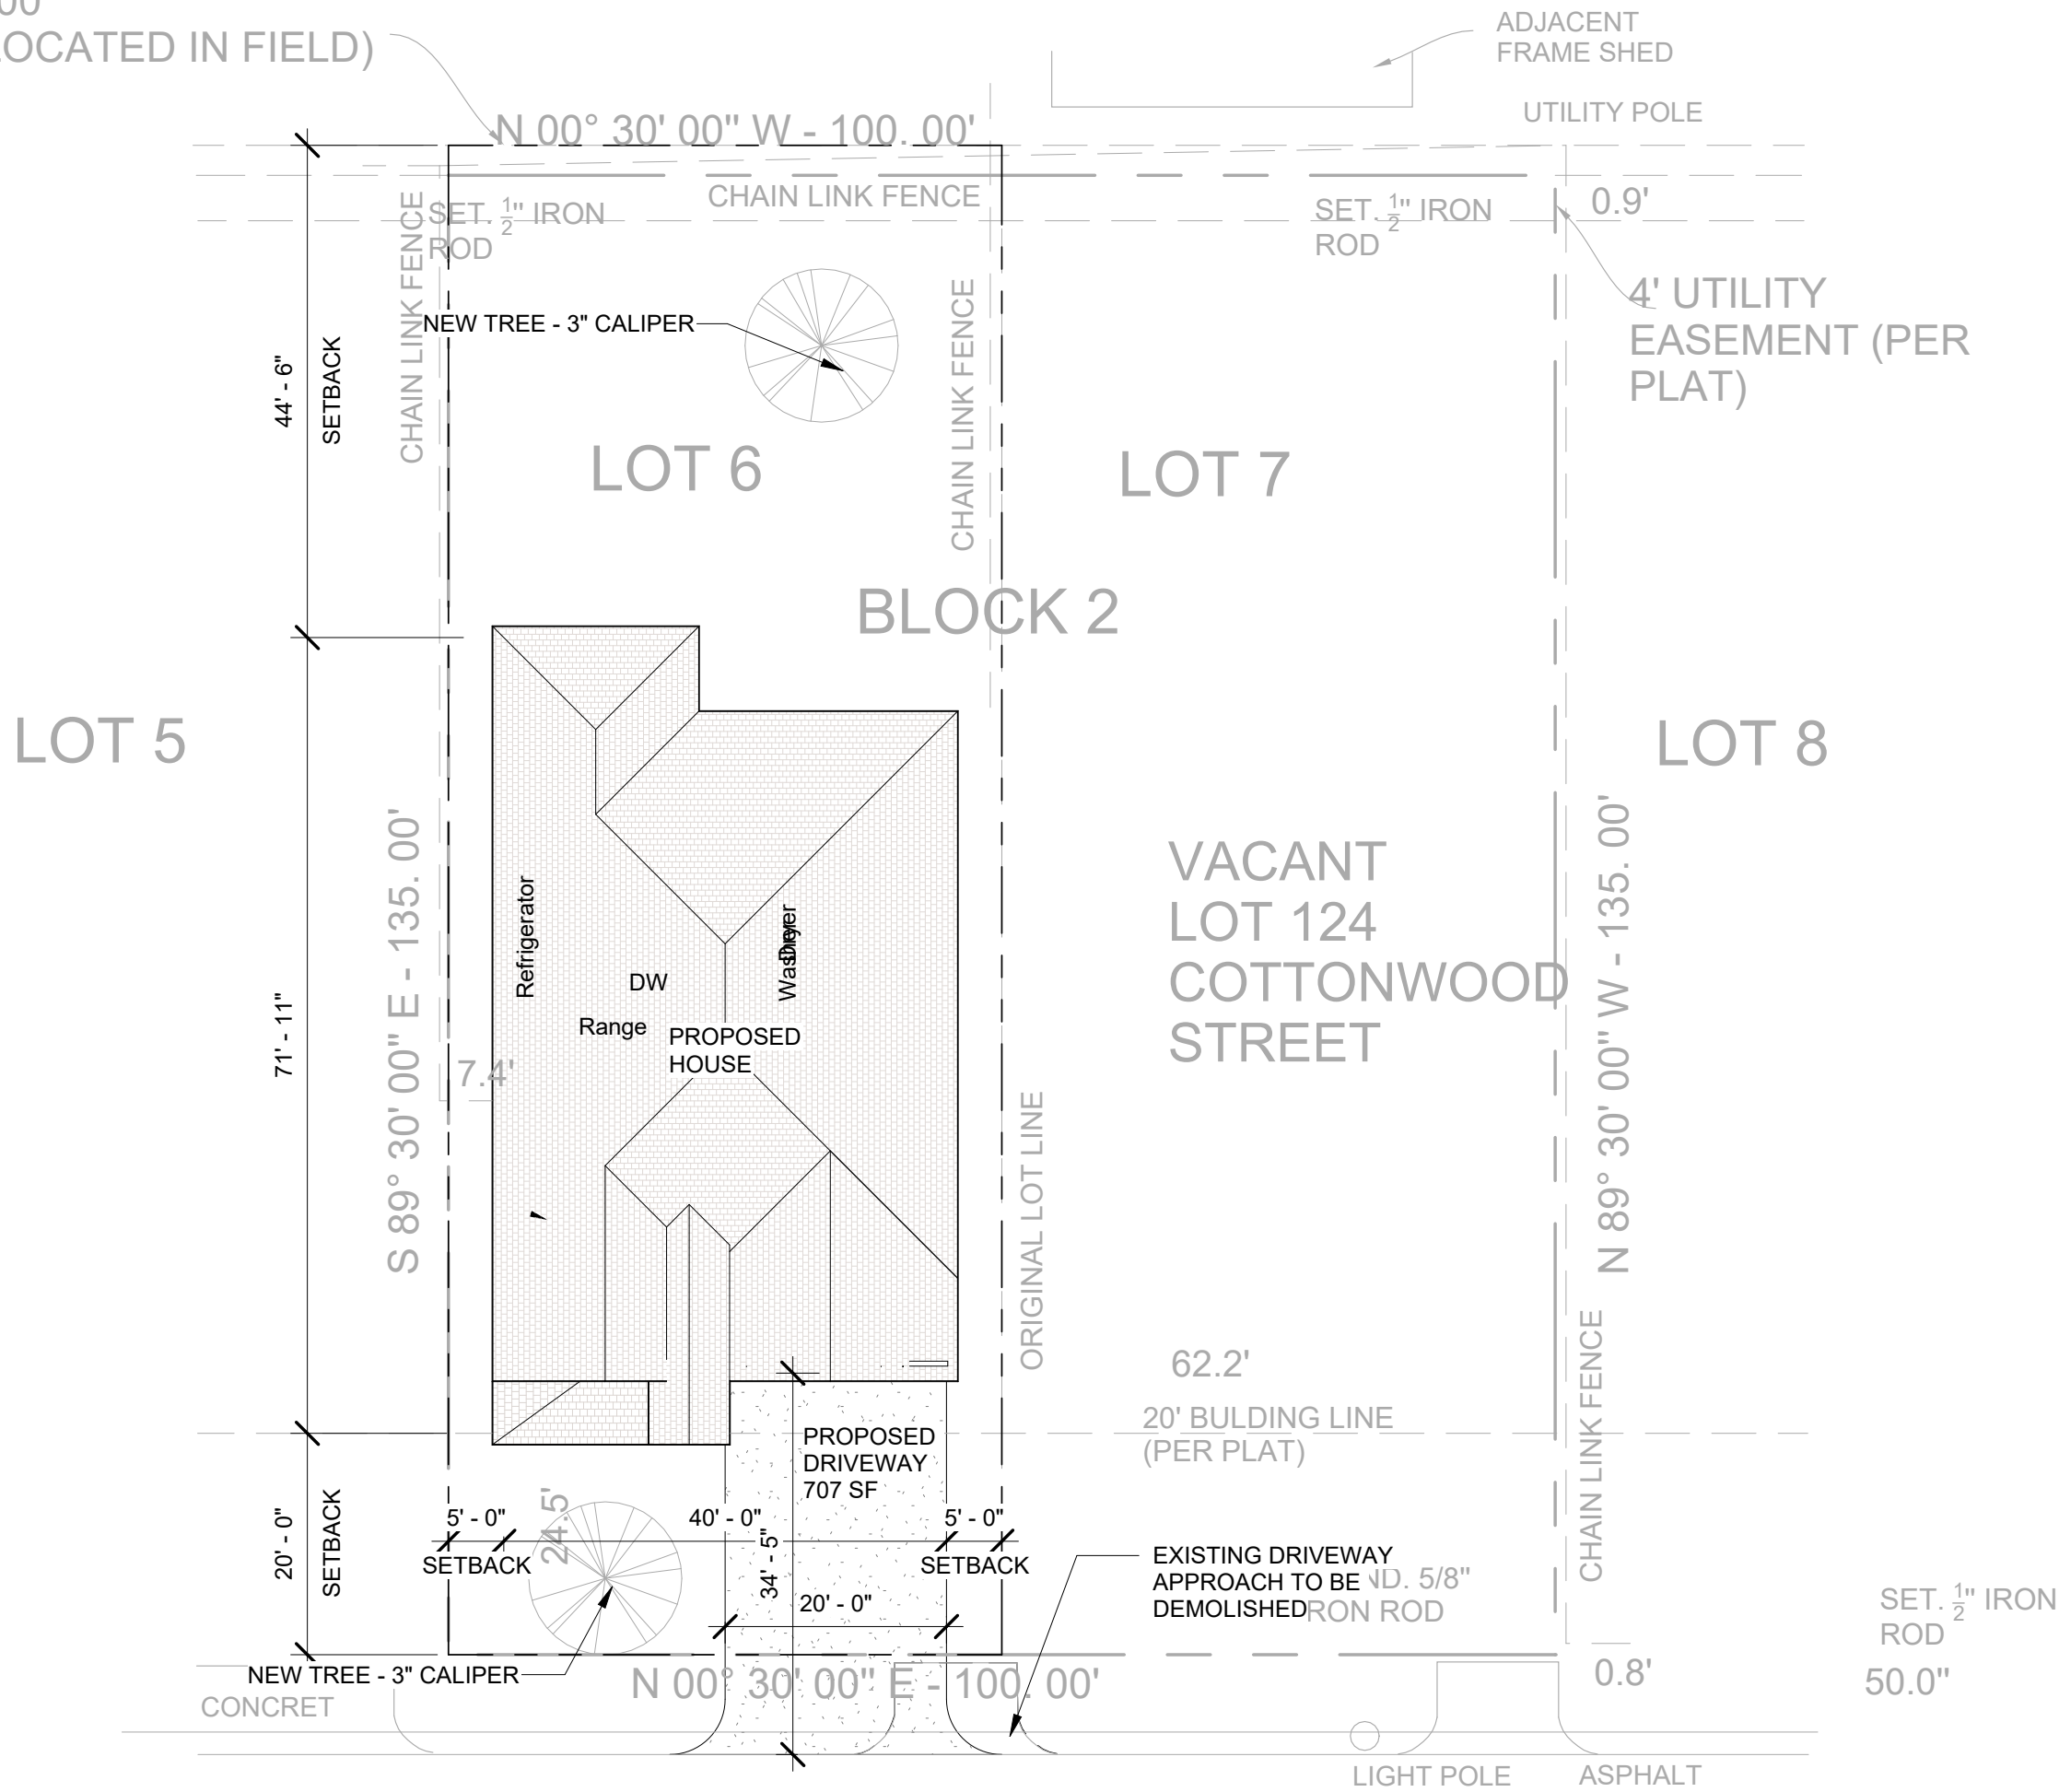 00
LOCATED IN FIELD)
ADJACENT
FRAME SHED
UTILITY POLE
N 00° 30' 00" W - 100. 00'
CHAIN LINK FENCE
SET. 1/2" IRON
ROD
SET. 1/2" IRON
ROD
0.9'
CHAIN LINK FENCE
CHAIN LINK FENCE
4' UTILITY
EASEMENT (PER
PLAT)
NEW TREE - 3" CALIPER
44' - 6"
SETBACK
LOT 6
LOT 7
BLOCK 2
LOT 5
LOT 8
S 89° 30' 00" E - 135. 00'
N 89° 30' 00" W - 135. 00'
VACANT
LOT 124
COTTONWOOD
STREET
Refrigerator
Washer
Dryer
DW
Range
PROPOSED
HOUSE
71' - 11"
7.4'
ORIGINAL LOT LINE
62.2'
20' BULDING LINE
(PER PLAT)
CHAIN LINK FENCE
PROPOSED
DRIVEWAY
707 SF
20' - 0"
SETBACK
5' - 0"
SETBACK
24.5'
40' - 0"
5' - 0"
SETBACK
34' - 5"
20' - 0"
EXISTING DRIVEWAY
APPROACH TO BE
DEMOLISHED
ND. 5/8"
RON ROD
SET. 1/2" IRON
ROD
NEW TREE - 3" CALIPER
N 00° 30' 00" E - 100. 00'
0.8'
50.0"
CONCRET
LIGHT POLE
ASPHALT